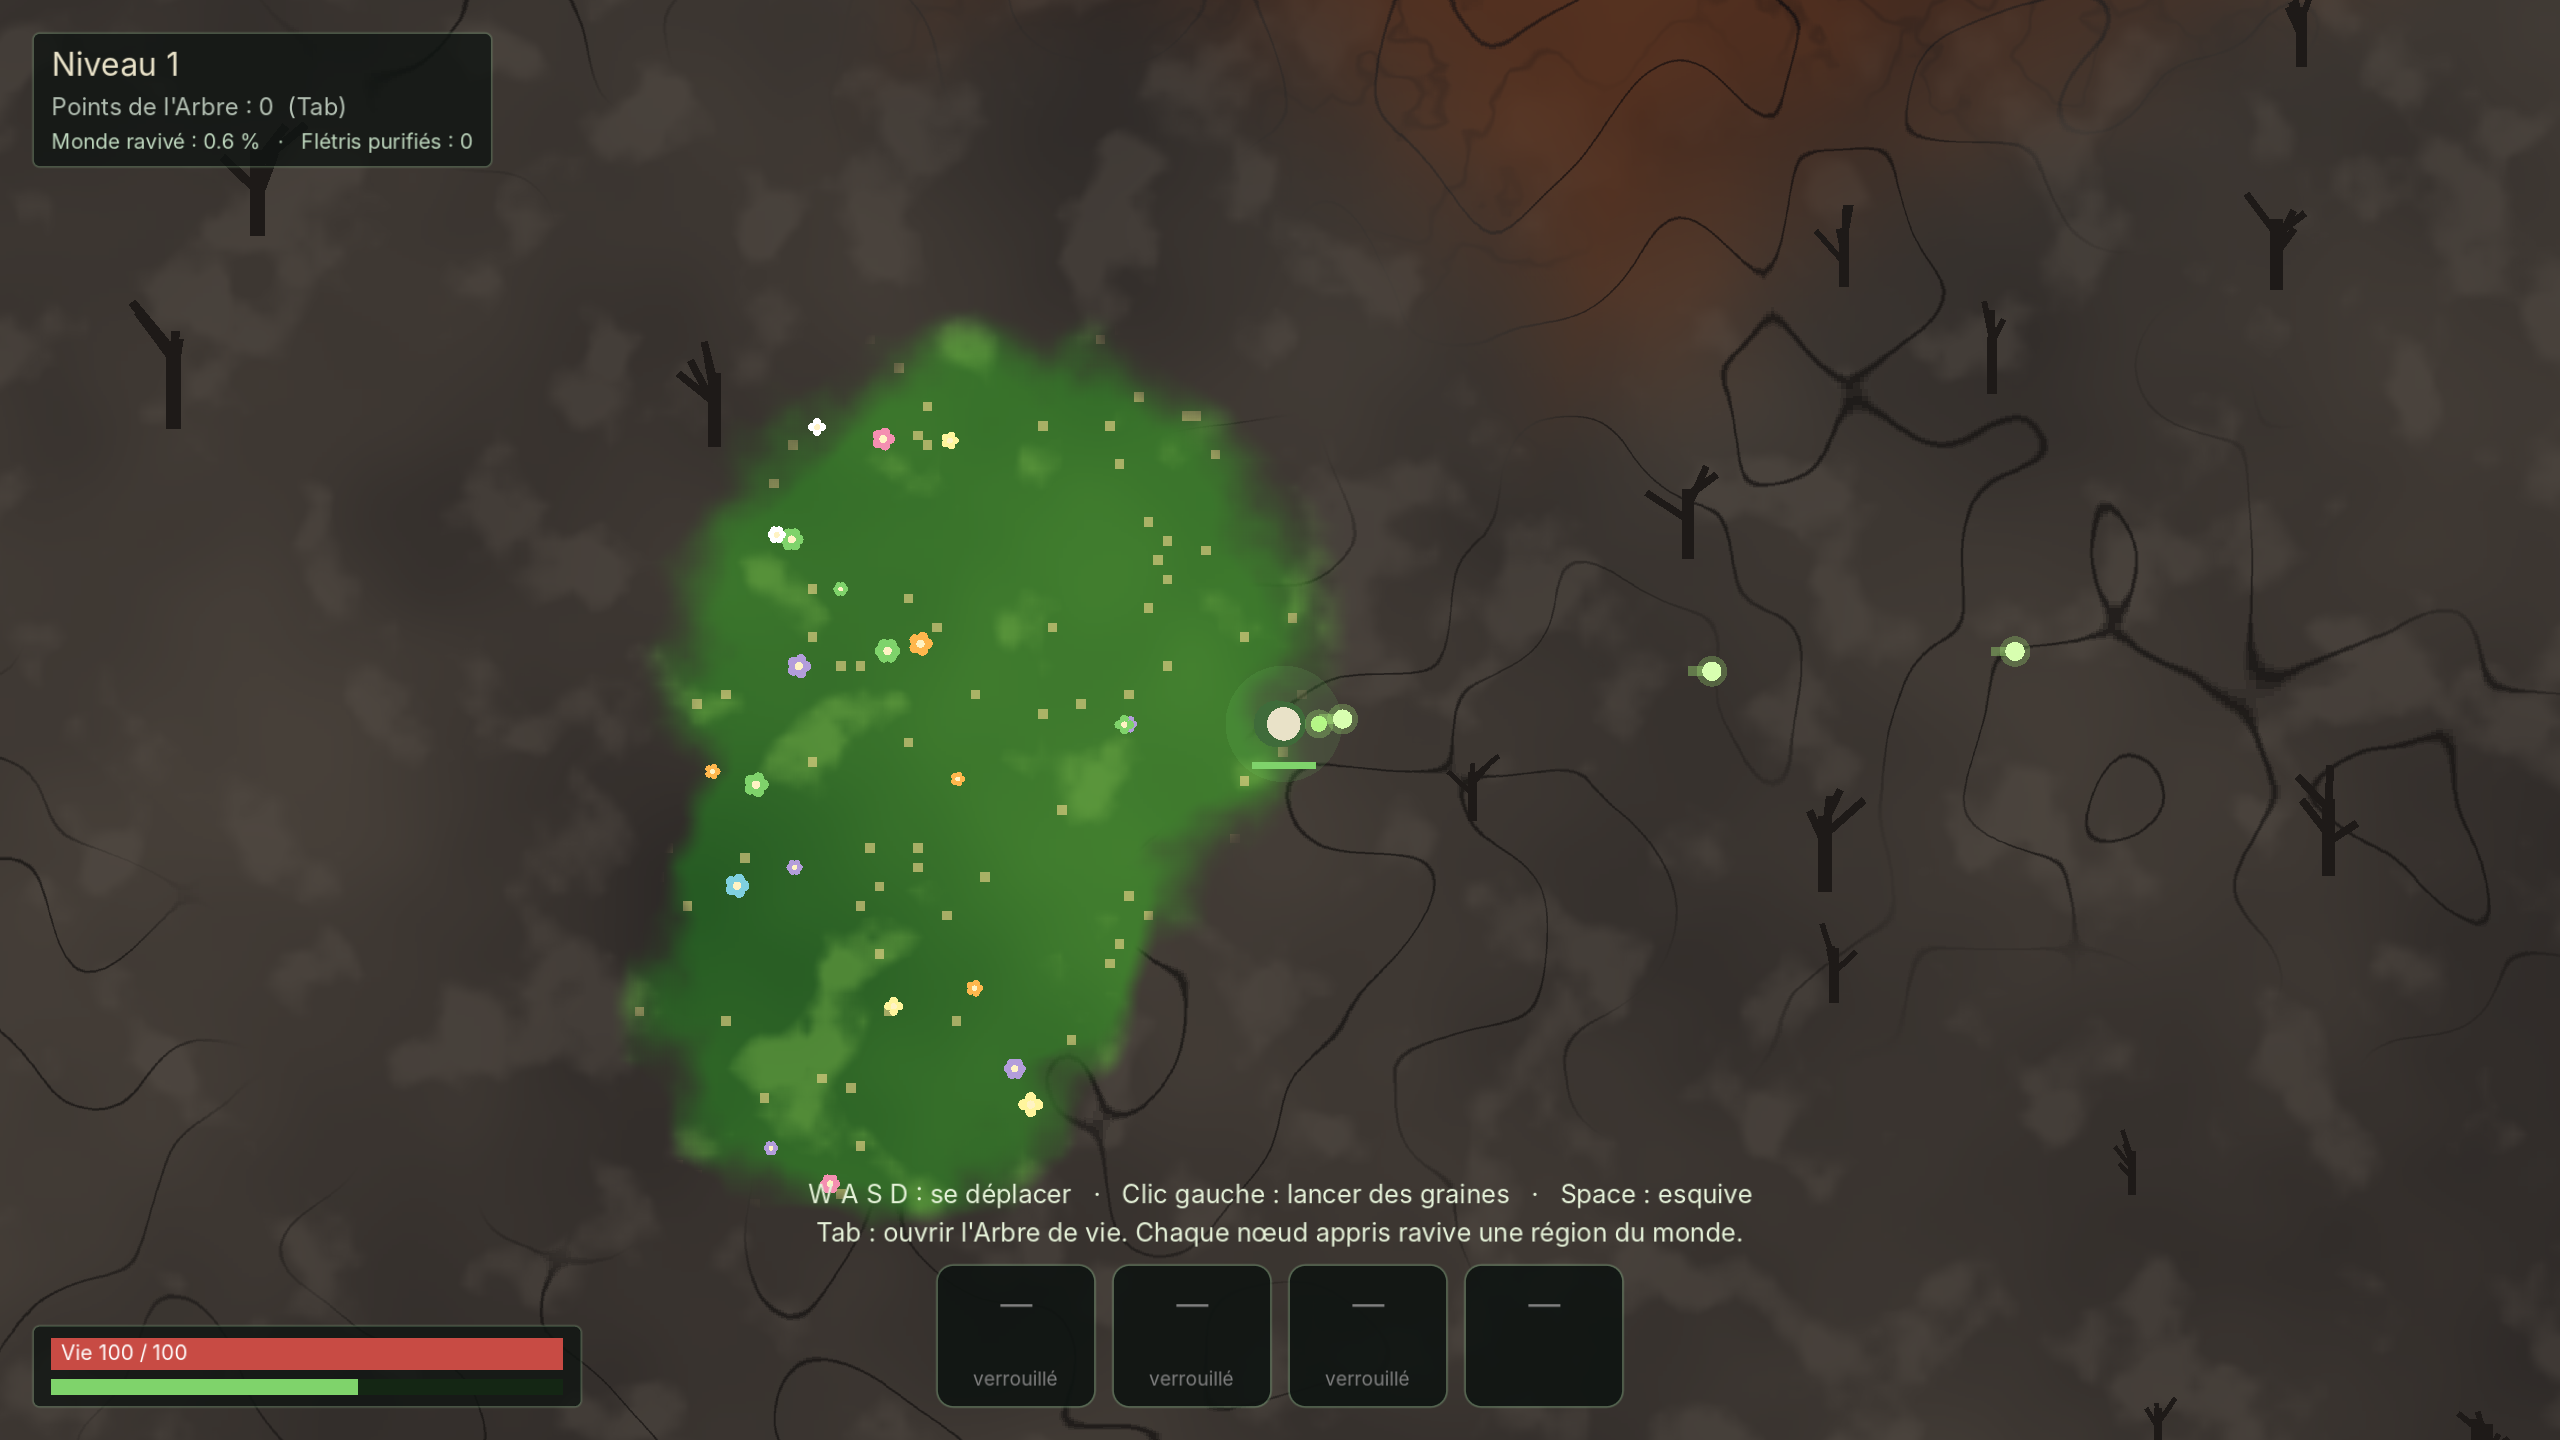 Niveau 1
Points de l'Arbre : 0 (Tab)
Monde ravivé : 0.6 % · Flétris purifiés : 0
W A S D : se déplacer · Clic gauche : lancer des graines · Space : esquive
Tab : ouvrir l'Arbre de vie. Chaque nœud appris ravive une région du monde.
— — — —
verrouillé verrouillé verrouillé
Vie 100 / 100